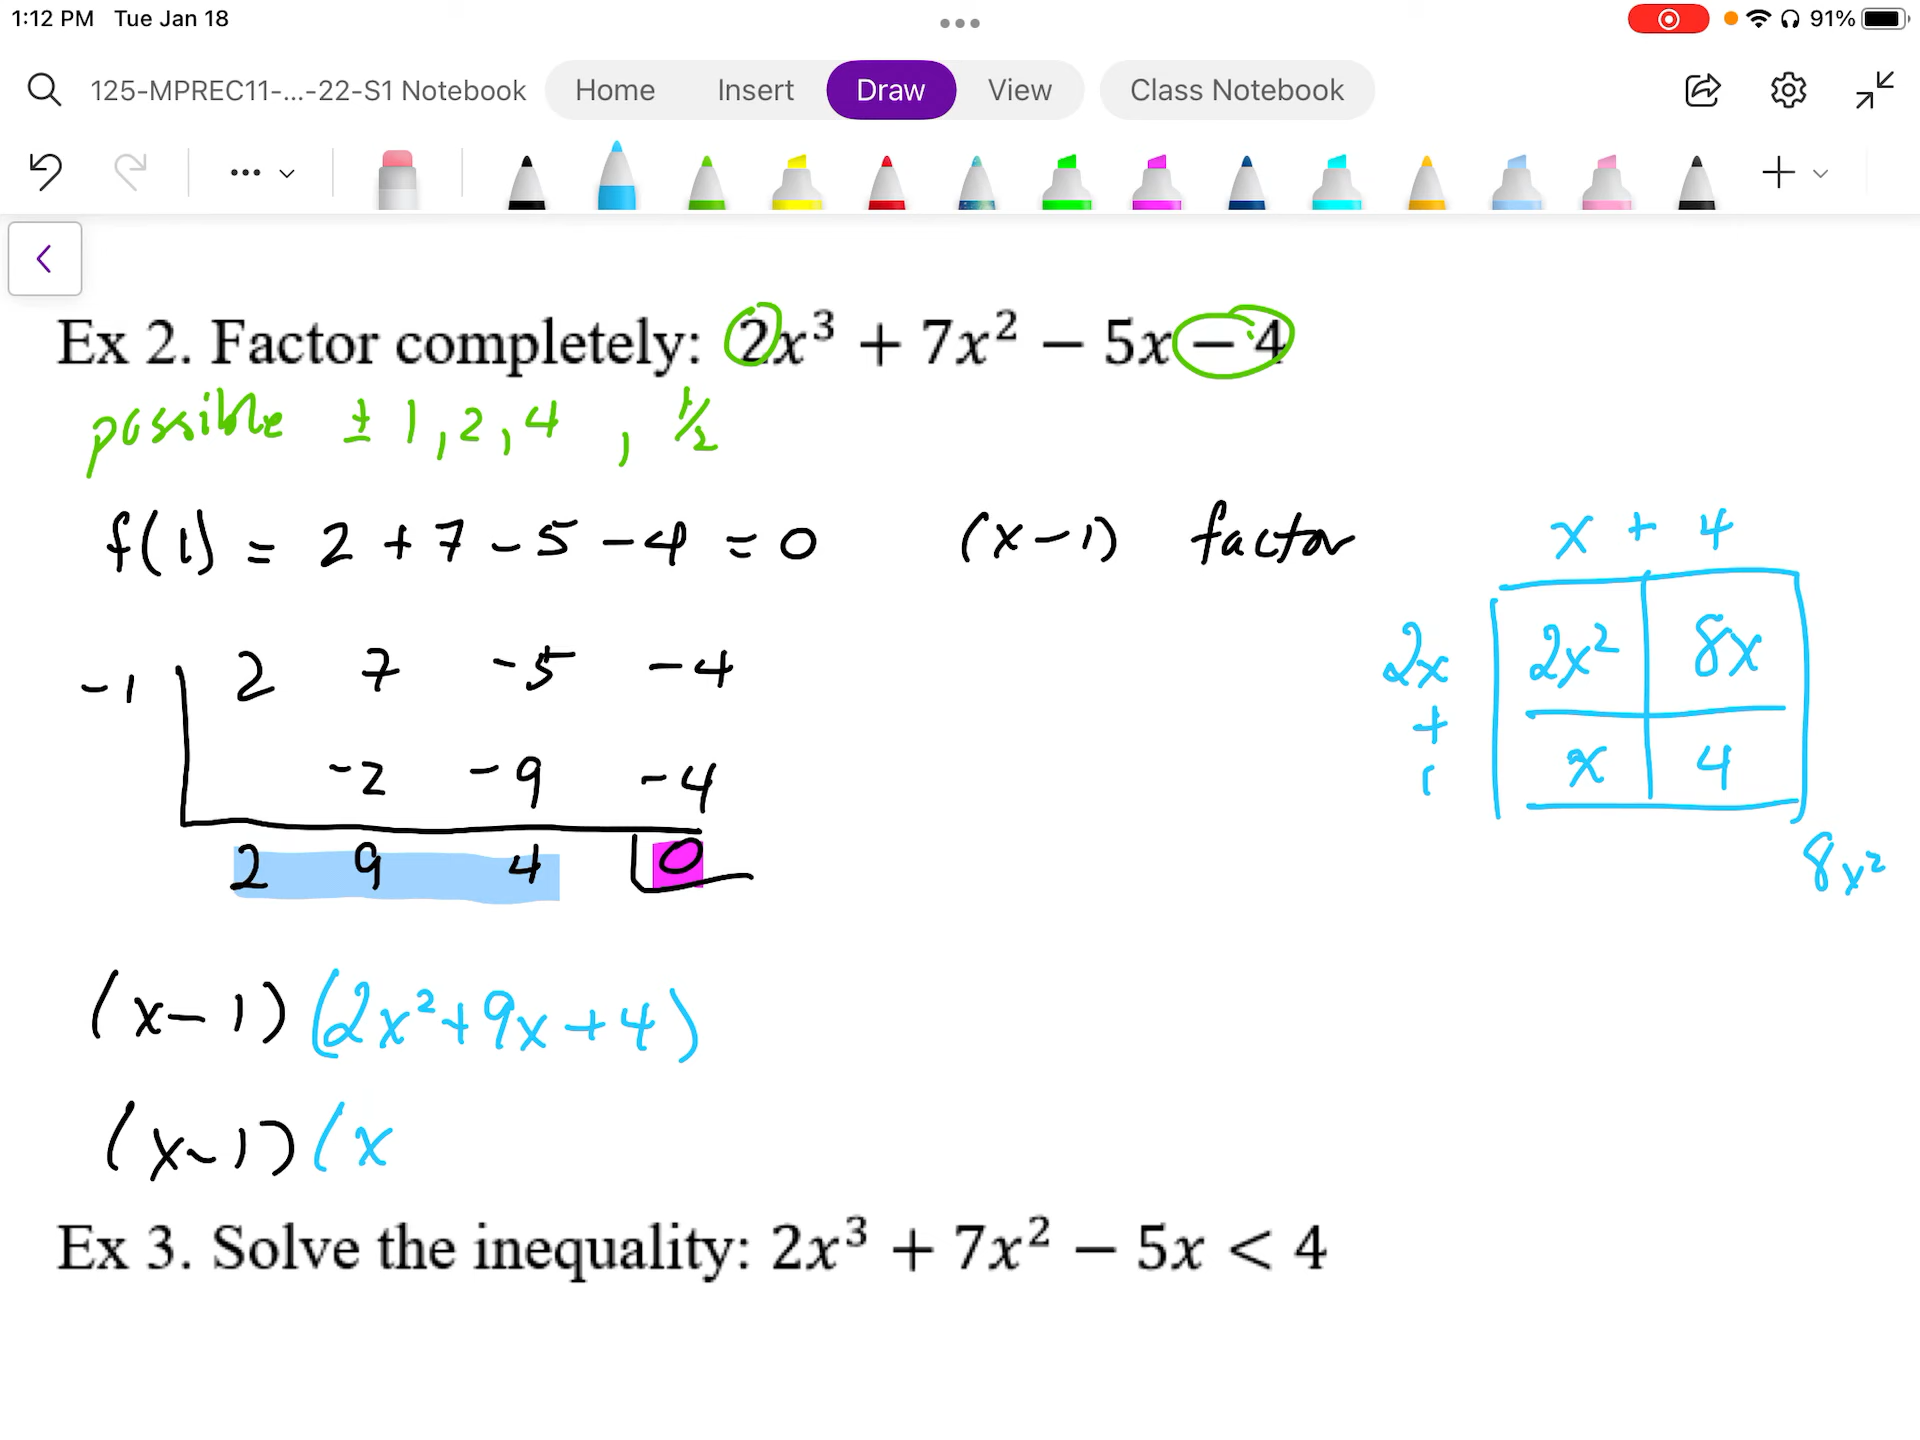 1:12 PM Tue Jan 18
91%
125-MPREC11-...-22-S1 Notebook Home Insert Draw View Class Notebook
Ex 2. Factor completely: 2x³ + 7x² − 5x − 4
possible ± 1, 2, 4 , ½
f(1) = 2 + 7 - 5 - 4 = 0 (x-1) factor
x + 4
2x 2x² 8x
+
1 x 4
8x²
-1 2 7 -5 -4
-2 -9 -4
2 9 4 0
(x-1)(2x²+9x+4)
(x-1)(x
Ex 3. Solve the inequality: 2x³ + 7x² − 5x < 4